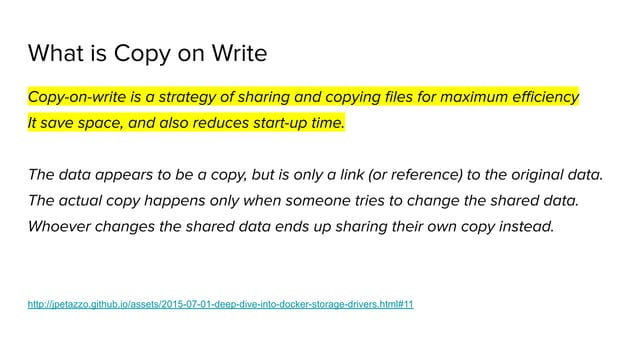 What is Copy on Write
Copy-on-write is a strategy of sharing and copying files for maximum efficiency
It save space, and also reduces start-up time.
The data appears to be a copy, but is only a link (or reference) to the original data.
The actual copy happens only when someone tries to change the shared data.
Whoever changes the shared data ends up sharing their own copy instead.
http://jpetazzo.github.io/assets/2015-07-01-deep-dive-into-docker-storage-drivers.html#11